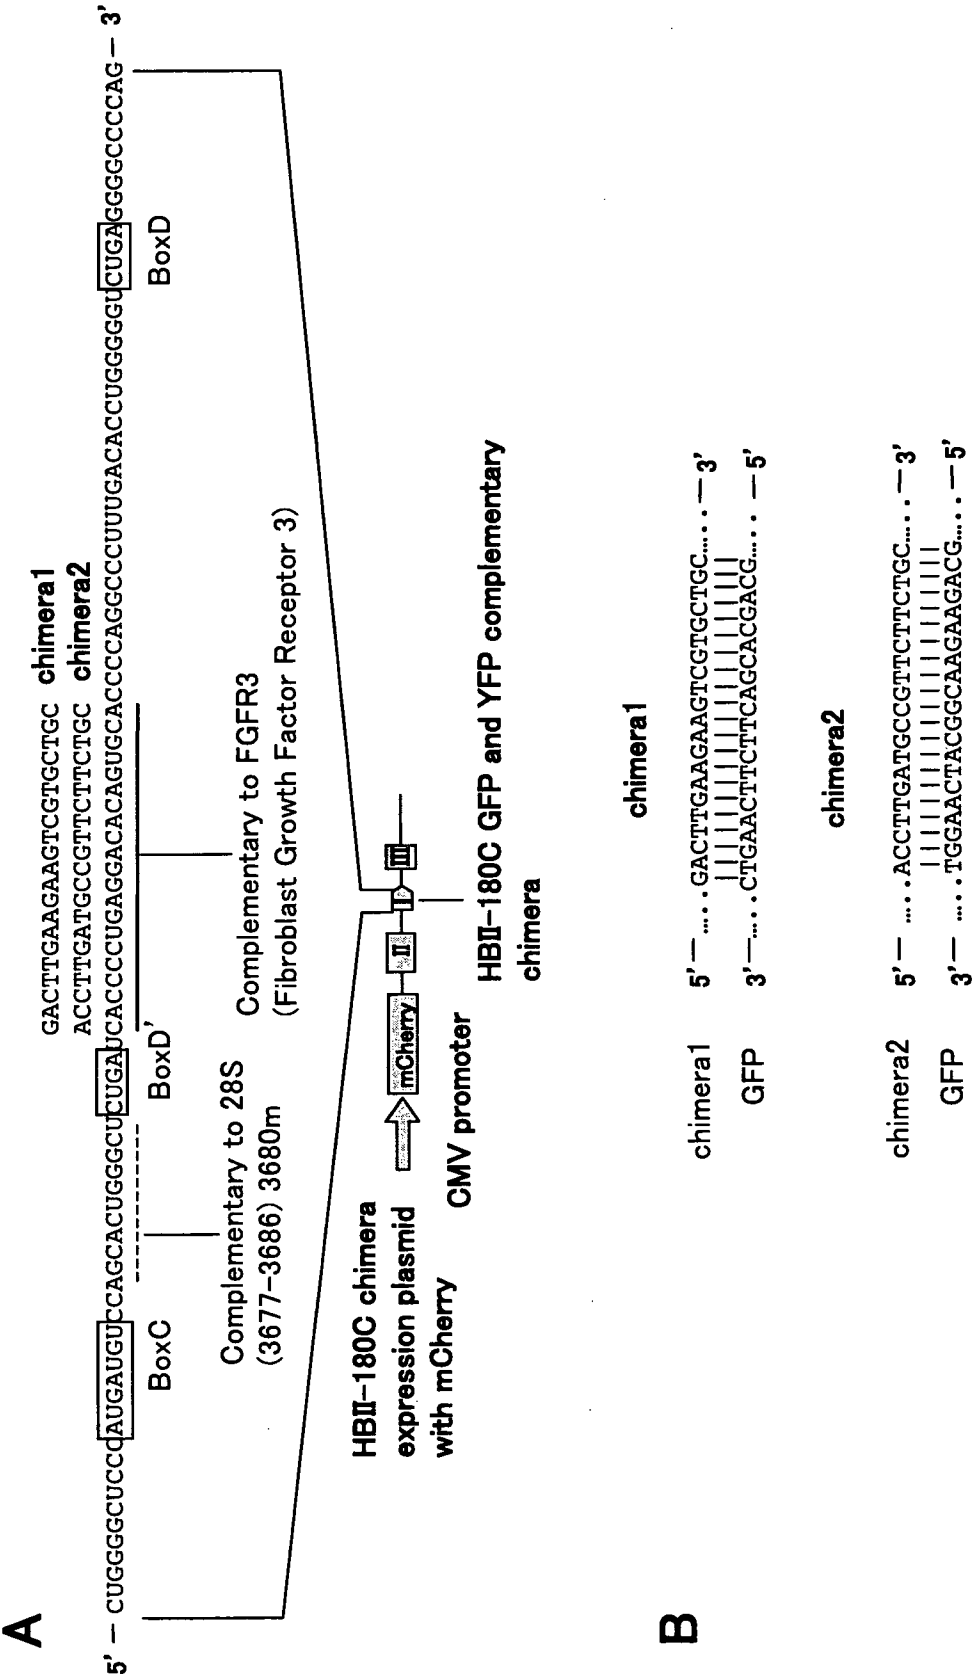 A
GACTTGAAGAAGTCGTGCTGC chimera1
ACCTTGATGCCGTTCTTCTGC chimera2
5' — CUGGGGCUCCCAUGAUGUCCAGCACUGGGCUCUGAUCACCCCUGAGGACACAGUGCACCCCAGGCCCUUUGACACCUGGGGGUCUGAGGGGCCCCAG — 3'
BoxC
BoxD'
BoxD
Complementary to 28S
(3677-3686) 3680m
Complementary to FGFR3
(Fibroblast Growth Factor Receptor 3)
HBII-180C chimera
expression plasmid
with mCherry
mCherry
II
I
III
CMV promoter
HBII-180C GFP and YFP complementary
chimera
B
chimera1
chimera1 5'— .....GACTTGAAGAAGTCGTGCTGC.....—3'
GFP 3'—.....CTGAACTTCTTCAGCACGACG.... —5'
chimera2
chimera2 5'— .....ACCTTGATGCCGTTCTTCTGC.....—3'
GFP 3'— .....TGGAACTACGGCAAGAAGACG.....—5'